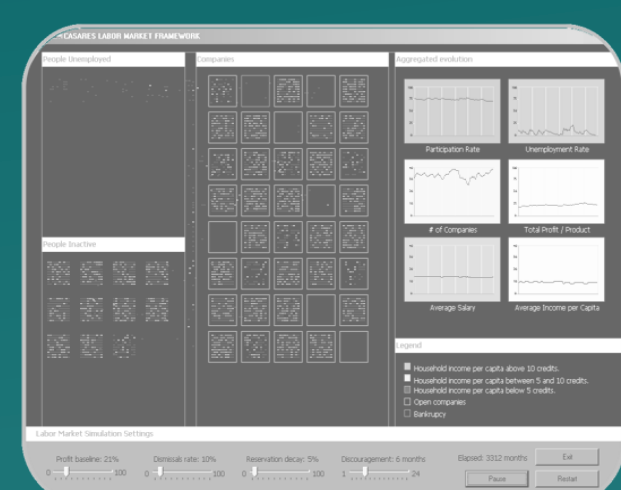 CASARES LABOR MARKET FRAMEWORK
People Unemployed
Companies
Aggregated evolution
Participation Rate
Unemployment Rate
# of Companies
Total Profit / Product
People Inactive
Average Salary
Average Income per Capita
Legend
Household income per capita above 10 credits.
Household income per capita between 5 and 10 credits.
Household income per capita below 5 credits.
Open companies
Bankrupcy
Labor Market Simulation Settings
Profit baseline: 21%
0 100
Dismissals rate: 10%
0 100
Reservation decay: 5%
0 100
Discouragement: 6 months
1 24
Elapsed: 3312 months
Exit
Pause
Restart